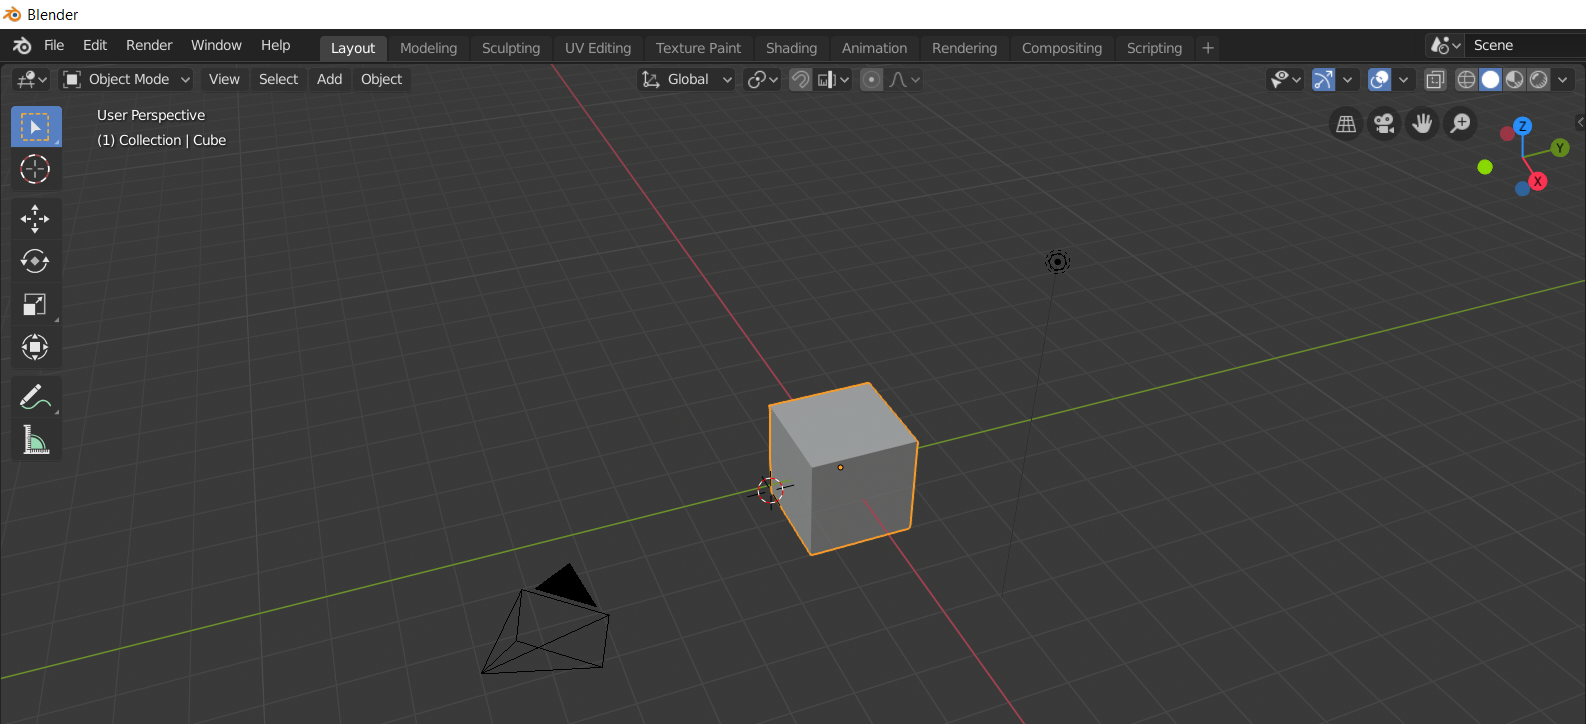 Blender
File Edit Render Window Help Layout Modeling Sculpting UV Editing Texture Paint Shading Animation Rendering Compositing Scripting + Scene
Object Mode View Select Add Object Global
User Perspective
(1) Collection | Cube
Z
Y
X